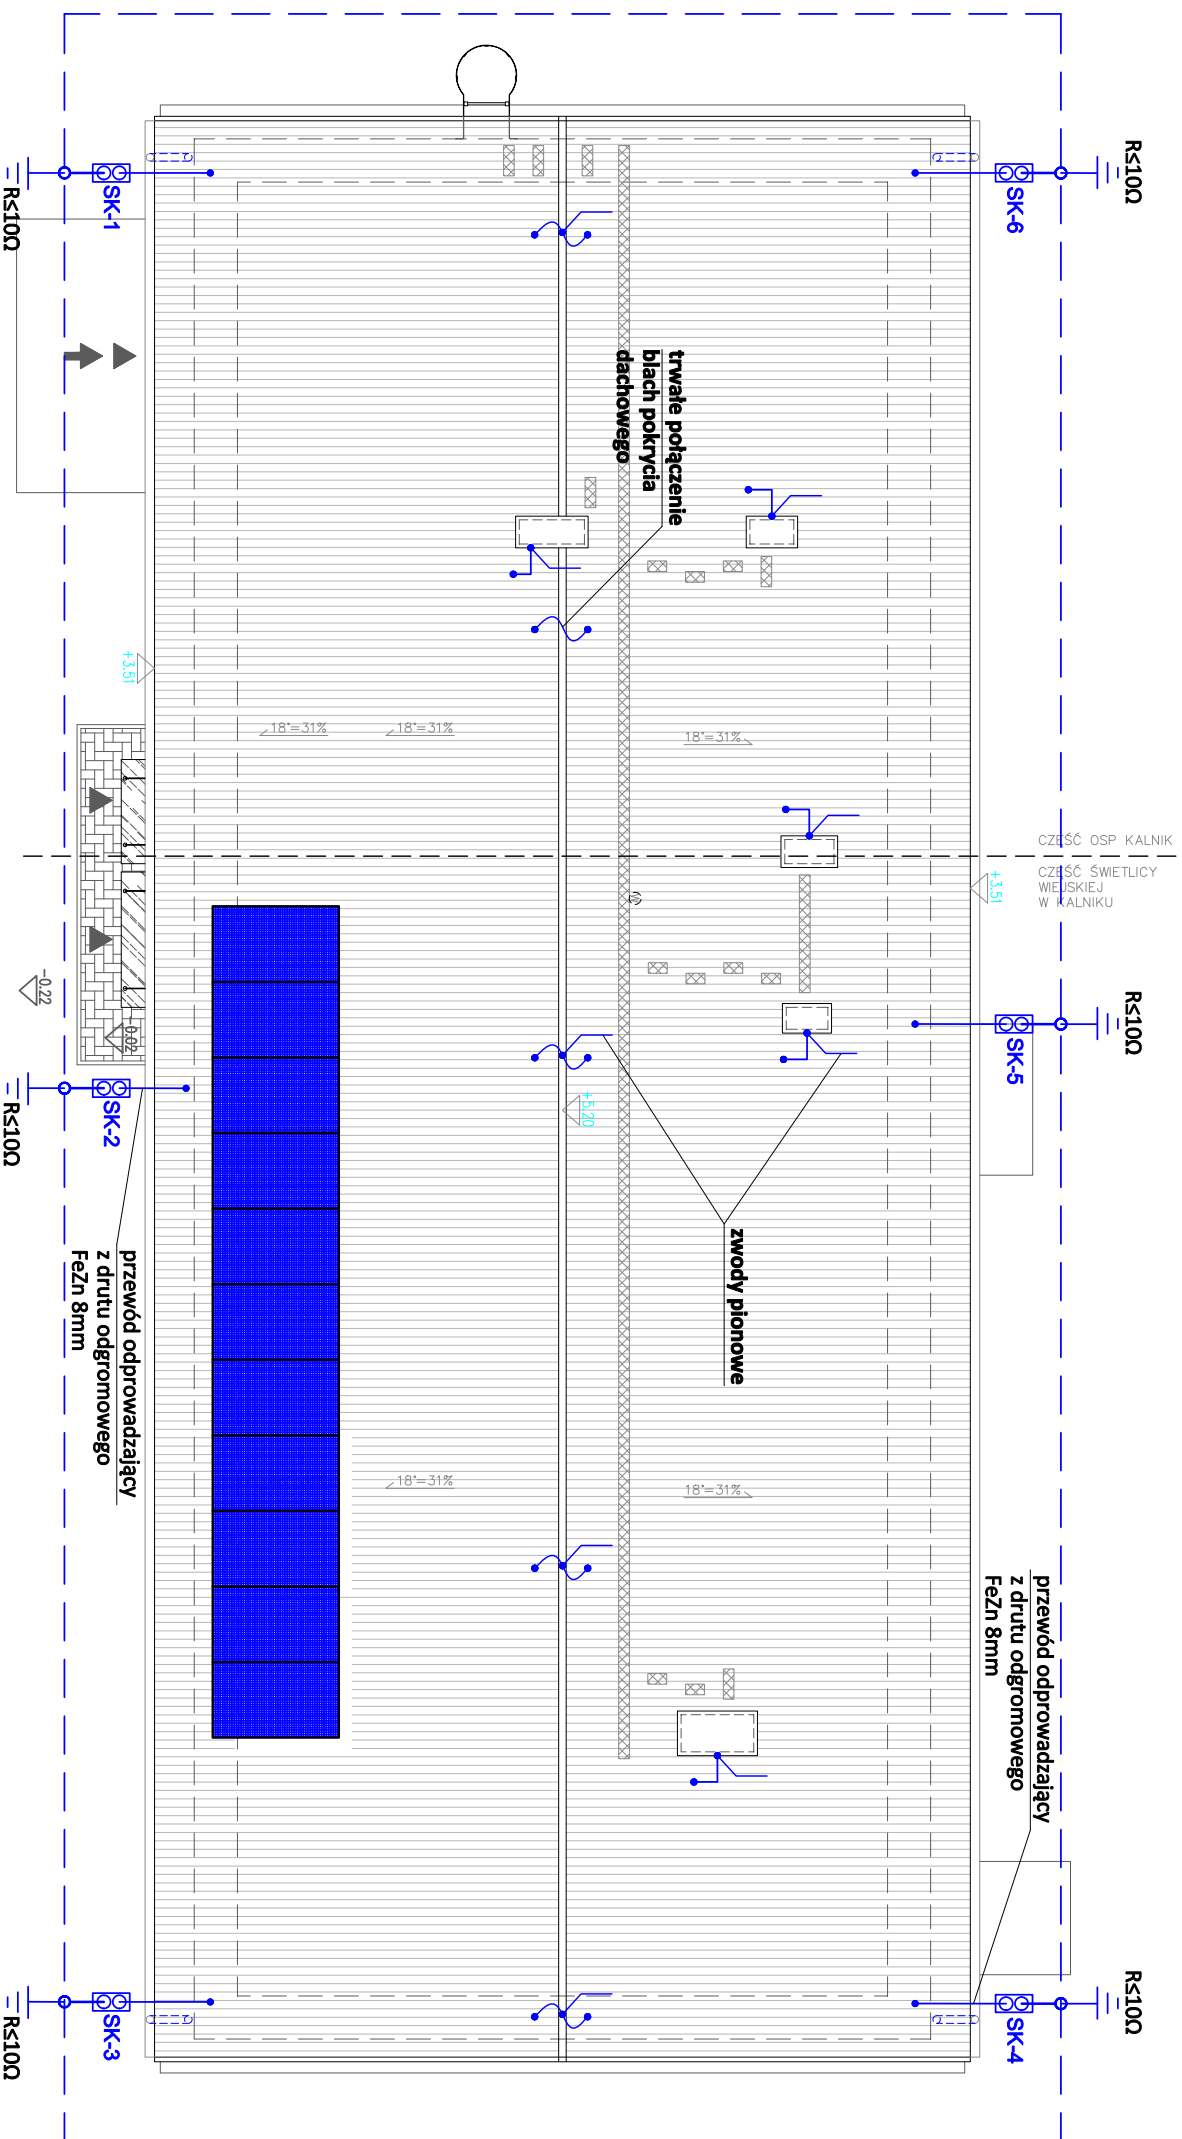 R≤10Ω
SK-6
SK-1
R≤10Ω
trwałe połączenie
blach pokrycia
dachowego
+3.51
18°=31%
18°=31%
18°=31%
CZĘŚĆ OSP KALNIK
CZĘŚĆ ŚWIETLICY
WIEJSKIEJ
W KALNIKU
+3.51
-0.22
-0.02
R≤10Ω
SK-5
SK-2
R≤10Ω
+5.20
zwody pionowe
przewód odprowadzający
z drutu odgromowego
FeZn 8mm
18°=31%
18°=31%
przewód odprowadzający
z drutu odgromowego
FeZn 8mm
R≤10Ω
SK-4
SK-3
R≤10Ω